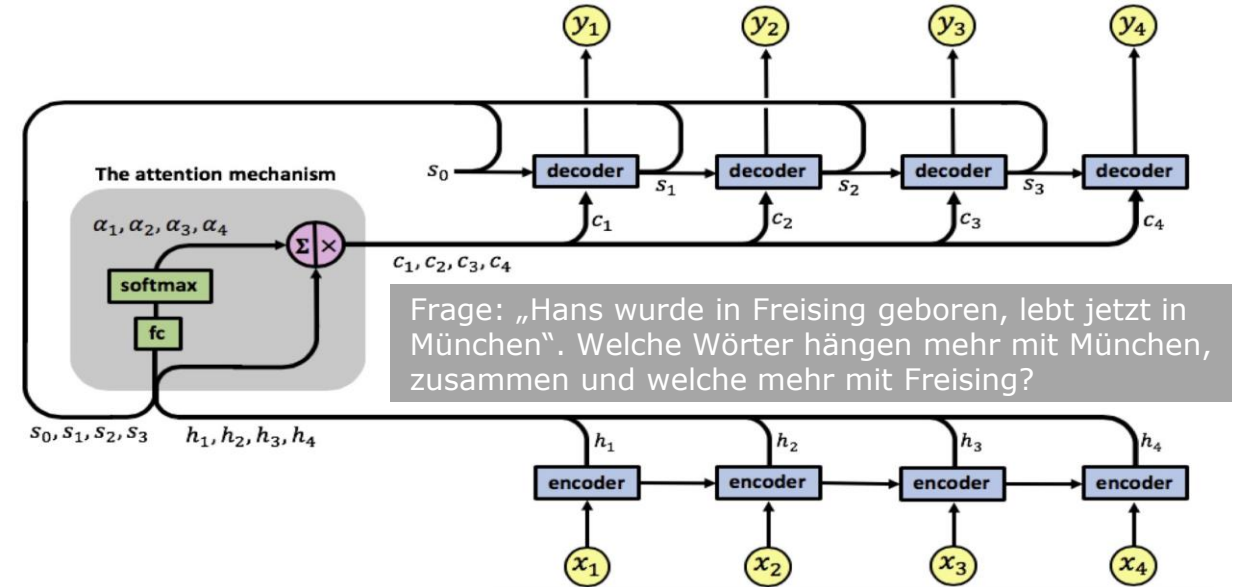 y₁ y₂ y₃ y₄
The attention mechanism
s₀ decoder s₁ decoder s₂ decoder s₃ decoder
α₁, α₂, α₃, α₄
Σ × c₁ c₂ c₃ c₄
c₁, c₂, c₃, c₄
softmax
fc
Frage: „Hans wurde in Freising geboren, lebt jetzt in
München“. Welche Wörter hängen mehr mit München,
zusammen und welche mehr mit Freising?
s₀, s₁, s₂, s₃ h₁, h₂, h₃, h₄
h₁ h₂ h₃ h₄
encoder encoder encoder encoder
x₁ x₂ x₃ x₄